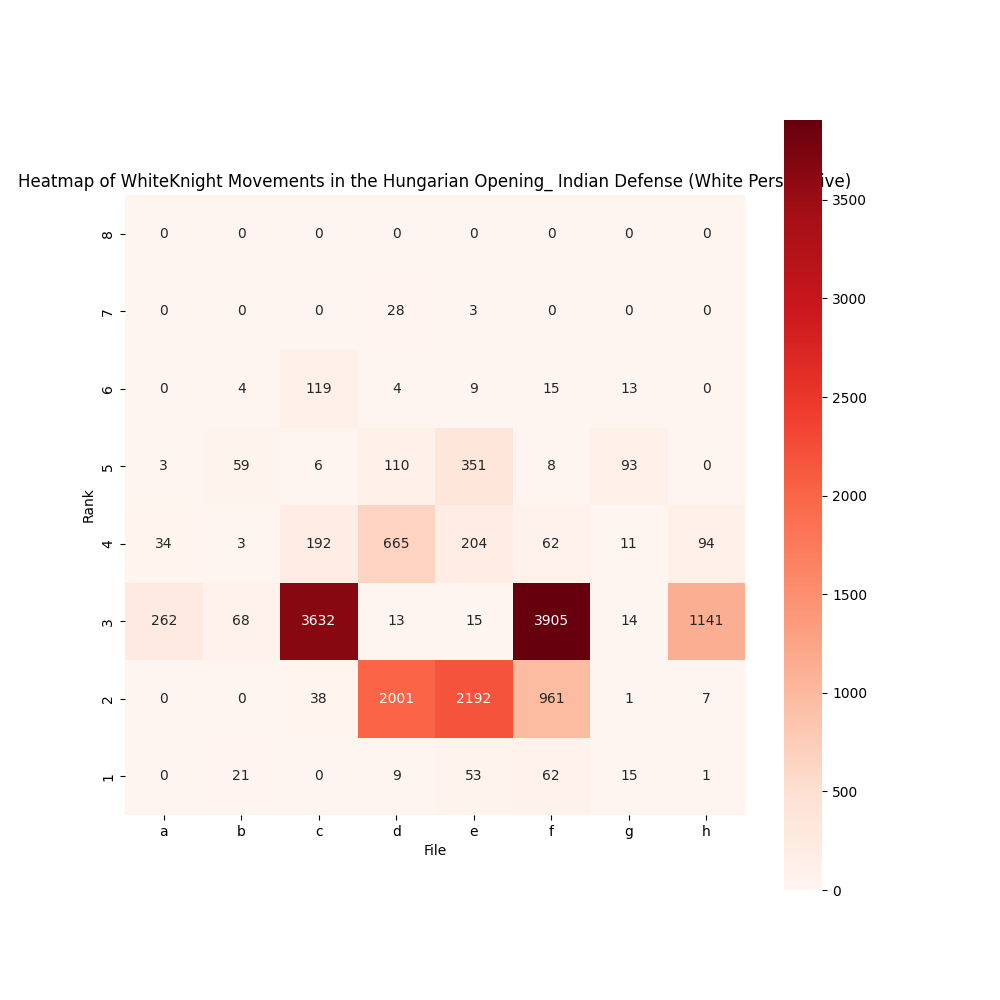 Heatmap of WhiteKnight Movements in the Hungarian Opening_ Indian Defense (White Perspective)
8 0 0 0 0 0 0 0 0
7 0 0 0 28 3 0 0 0
6 0 4 119 4 9 15 13 0
5 3 59 6 110 351 8 93 0
Rank
4 34 3 192 665 204 62 11 94
3 262 68 3632 13 15 3905 14 1141
2 0 0 38 2001 2192 961 1 7
1 0 21 0 9 53 62 15 1
a b c d e f g h
File
3500
3000
2500
2000
1500
1000
500
0